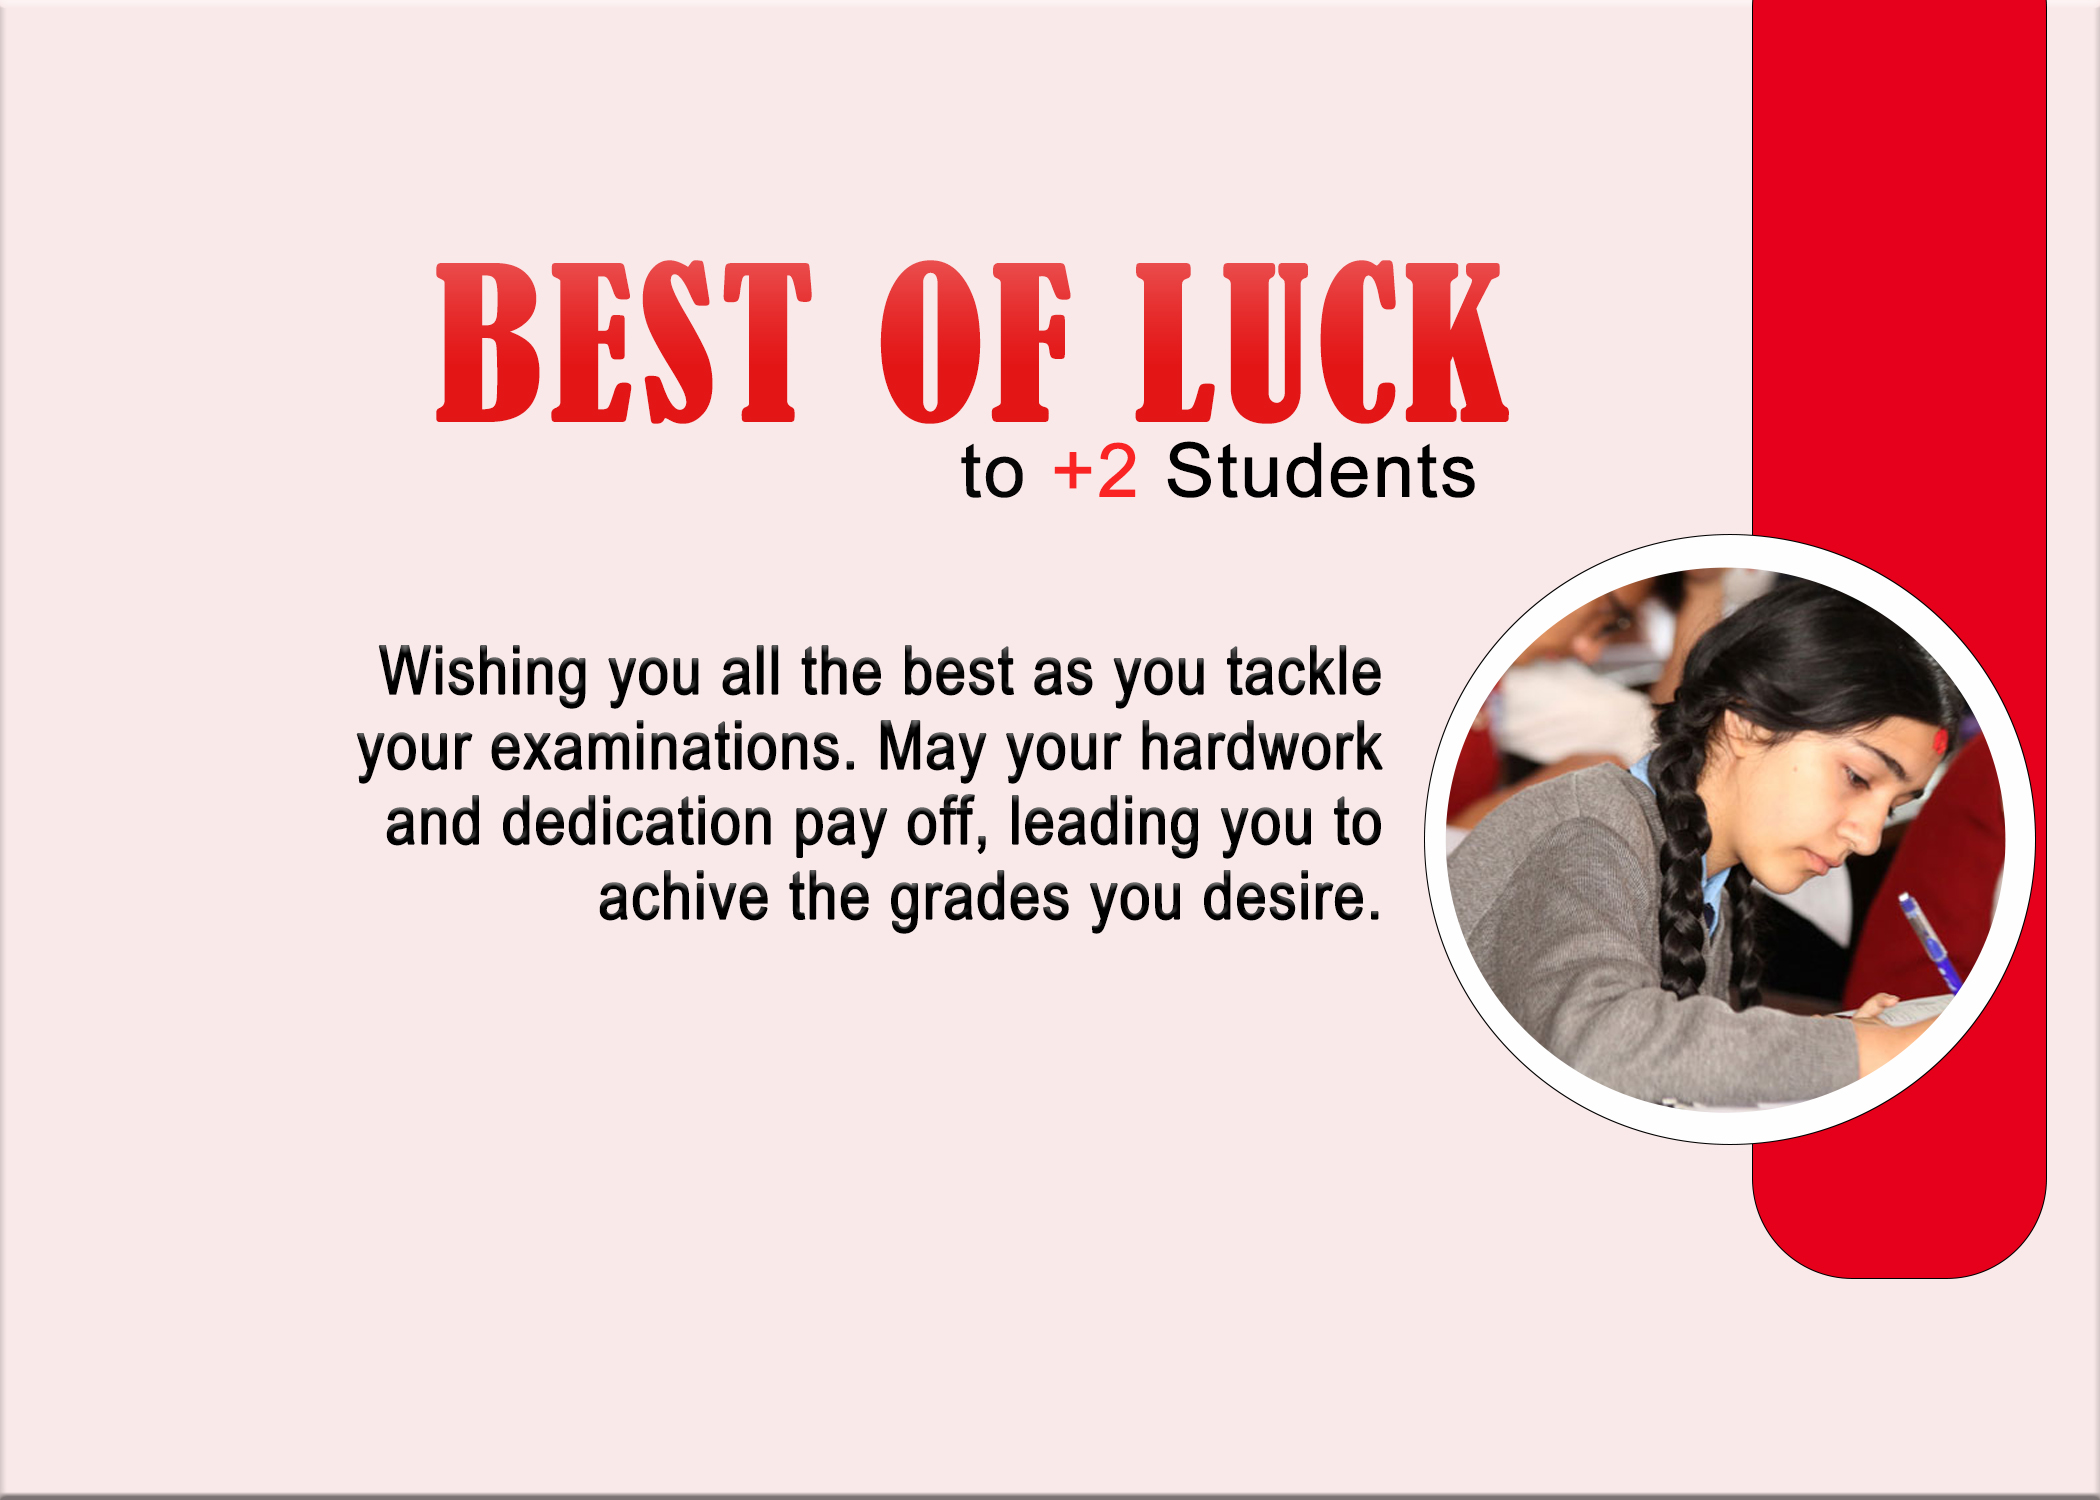 BEST OF LUCK
to +2 Students
Wishing you all the best as you tackle
your examinations. May your hardwork
and dedication pay off, leading you to
achive the grades you desire.